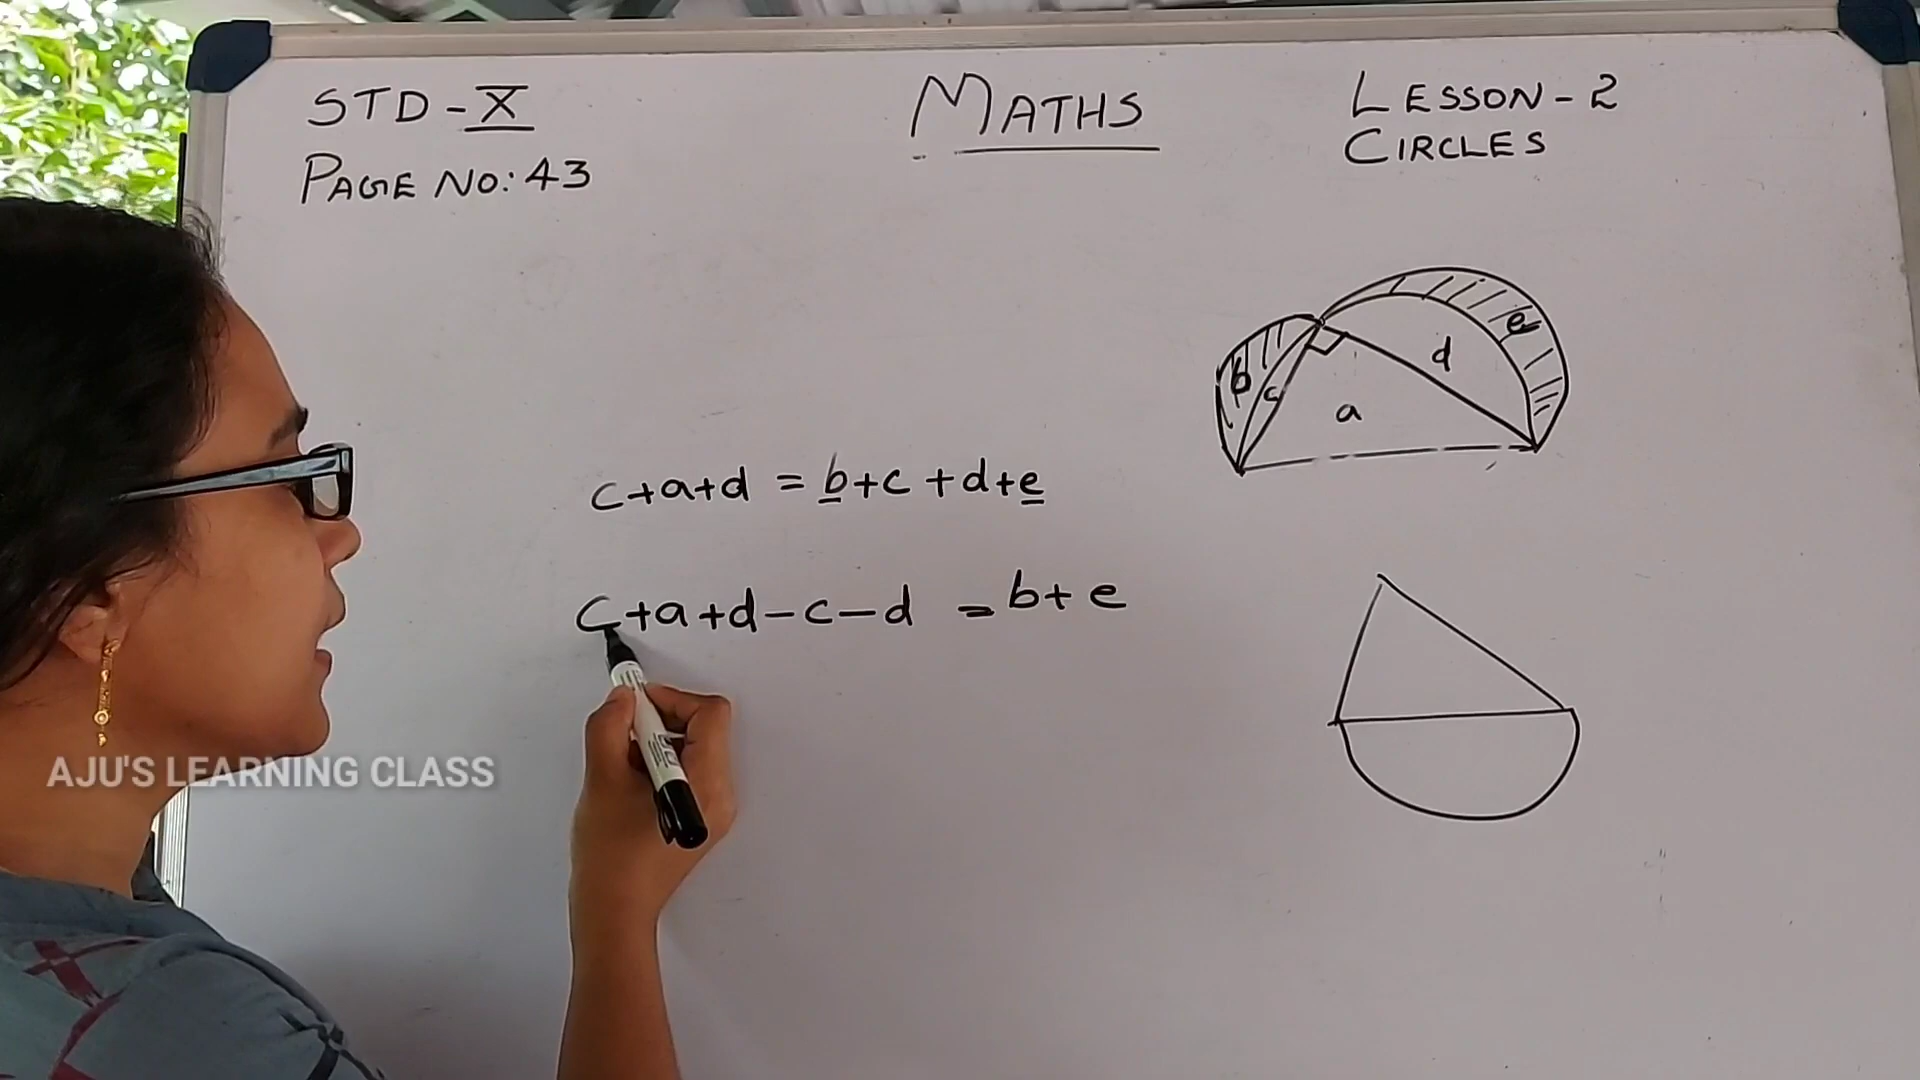 STD - X
PAGE NO: 43
MATHS
LESSON - 2
CIRCLES
b
c
a
d
e
c+a+d = b+c+d+e
c+a+d-c-d = b+e
AJU'S LEARNING CLASS